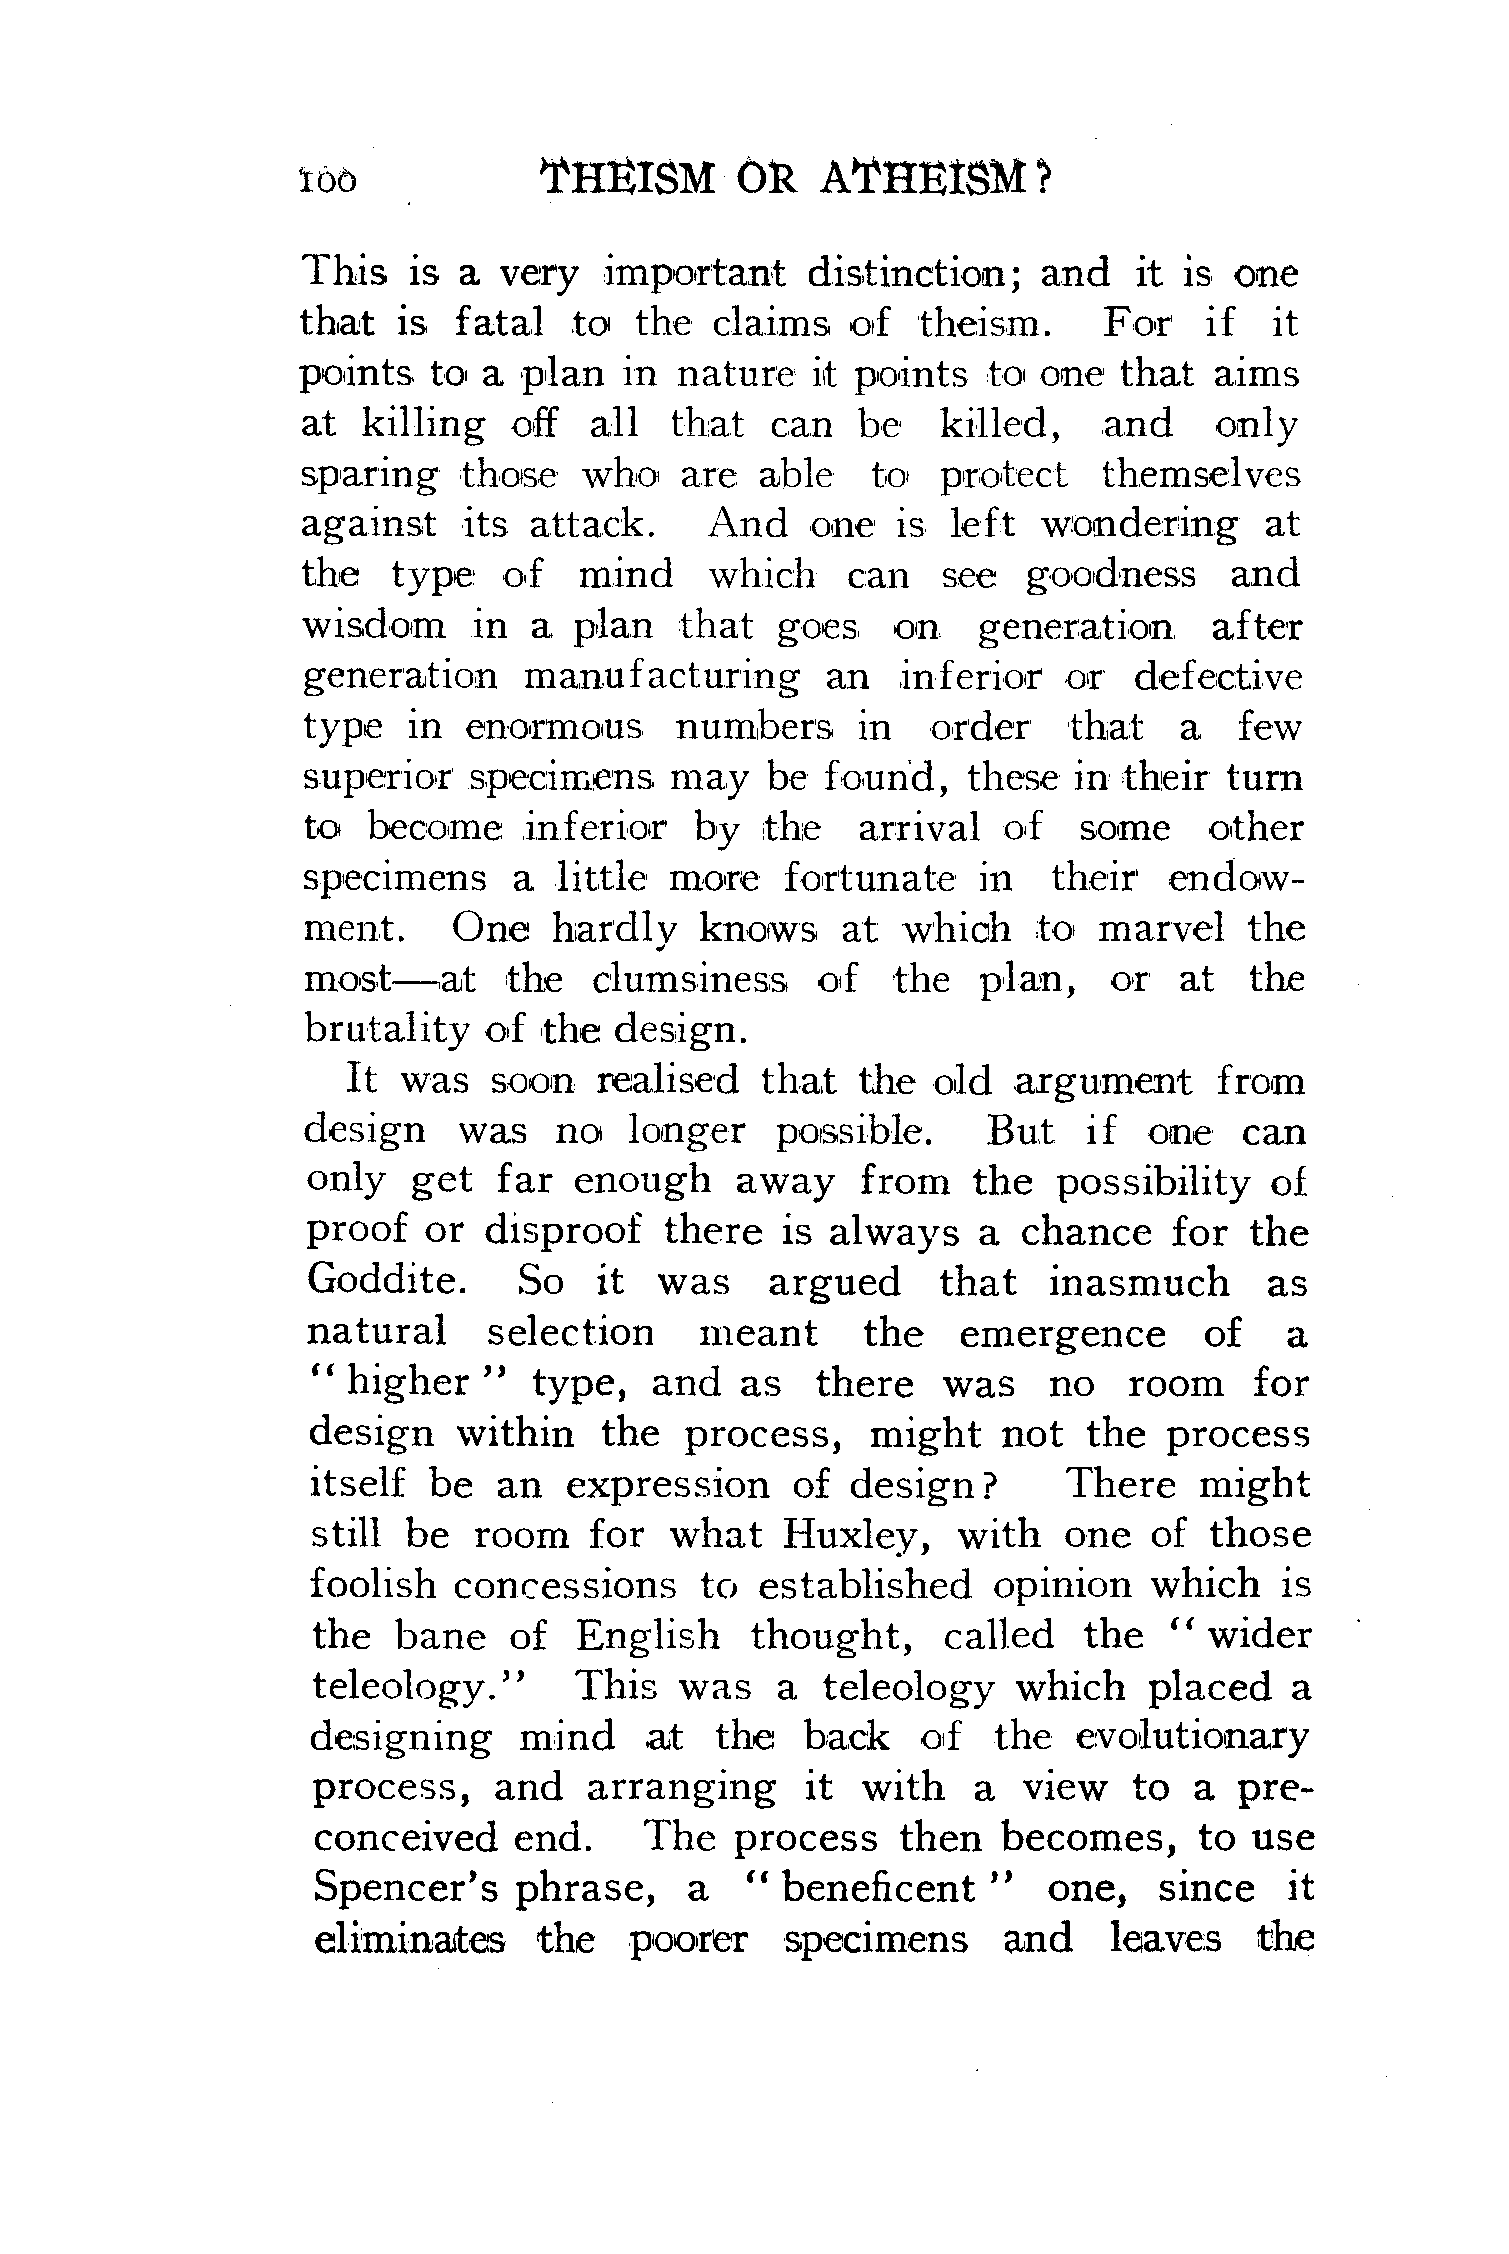 100 THEISM OR ATHEISM?
This is a very important distinction; and it is one
that is fatal to the claims of theism. For if it
points to a plan in nature it points to one that aims
at killing off all that can be killed, and only
sparing those who are able to protect themselves
against its attack. And one is left wondering at
the type of mind which can see goodness and
wisdom in a plan that goes on generation after
generation manufacturing an inferior or defective
type in enormous numbers in order that a few
superior specimens may be found, these in their turn
to become inferior by the arrival of some other
specimens a little more fortunate in their endow-
ment. One hardly knows at which to marvel the
most—at the clumsiness of the plan, or at the
brutality of the design.
It was soon realised that the old argument from
design was no longer possible. But if one can
only get far enough away from the possibility of
proof or disproof there is always a chance for the
Goddite. So it was argued that inasmuch as
natural selection meant the emergence of a
“ higher ” type, and as there was no room for
design within the process, might not the process
itself be an expression of design? There might
still be room for what Huxley, with one of those
foolish concessions to established opinion which is
the bane of English thought, called the “ wider
teleology.” This was a teleology which placed a
designing mind at the back of the evolutionary
process, and arranging it with a view to a pre-
conceived end. The process then becomes, to use
Spencer's phrase, a “ beneficent ” one, since it
eliminates the poorer specimens and leaves the